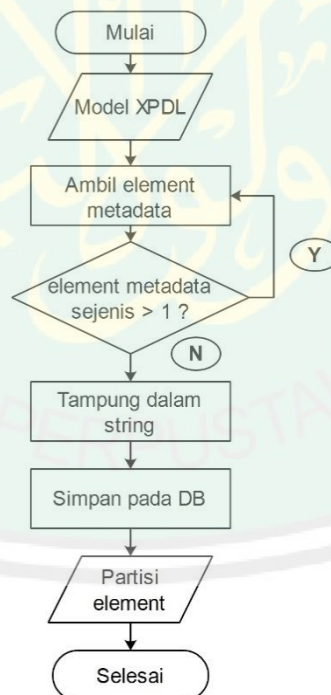 Mulai
Model XPDL
Ambil element
metadata
element metadata
sejenis > 1 ?
Y
N
Tampung dalam
string
Simpan pada DB
Partisi
element
Selesai